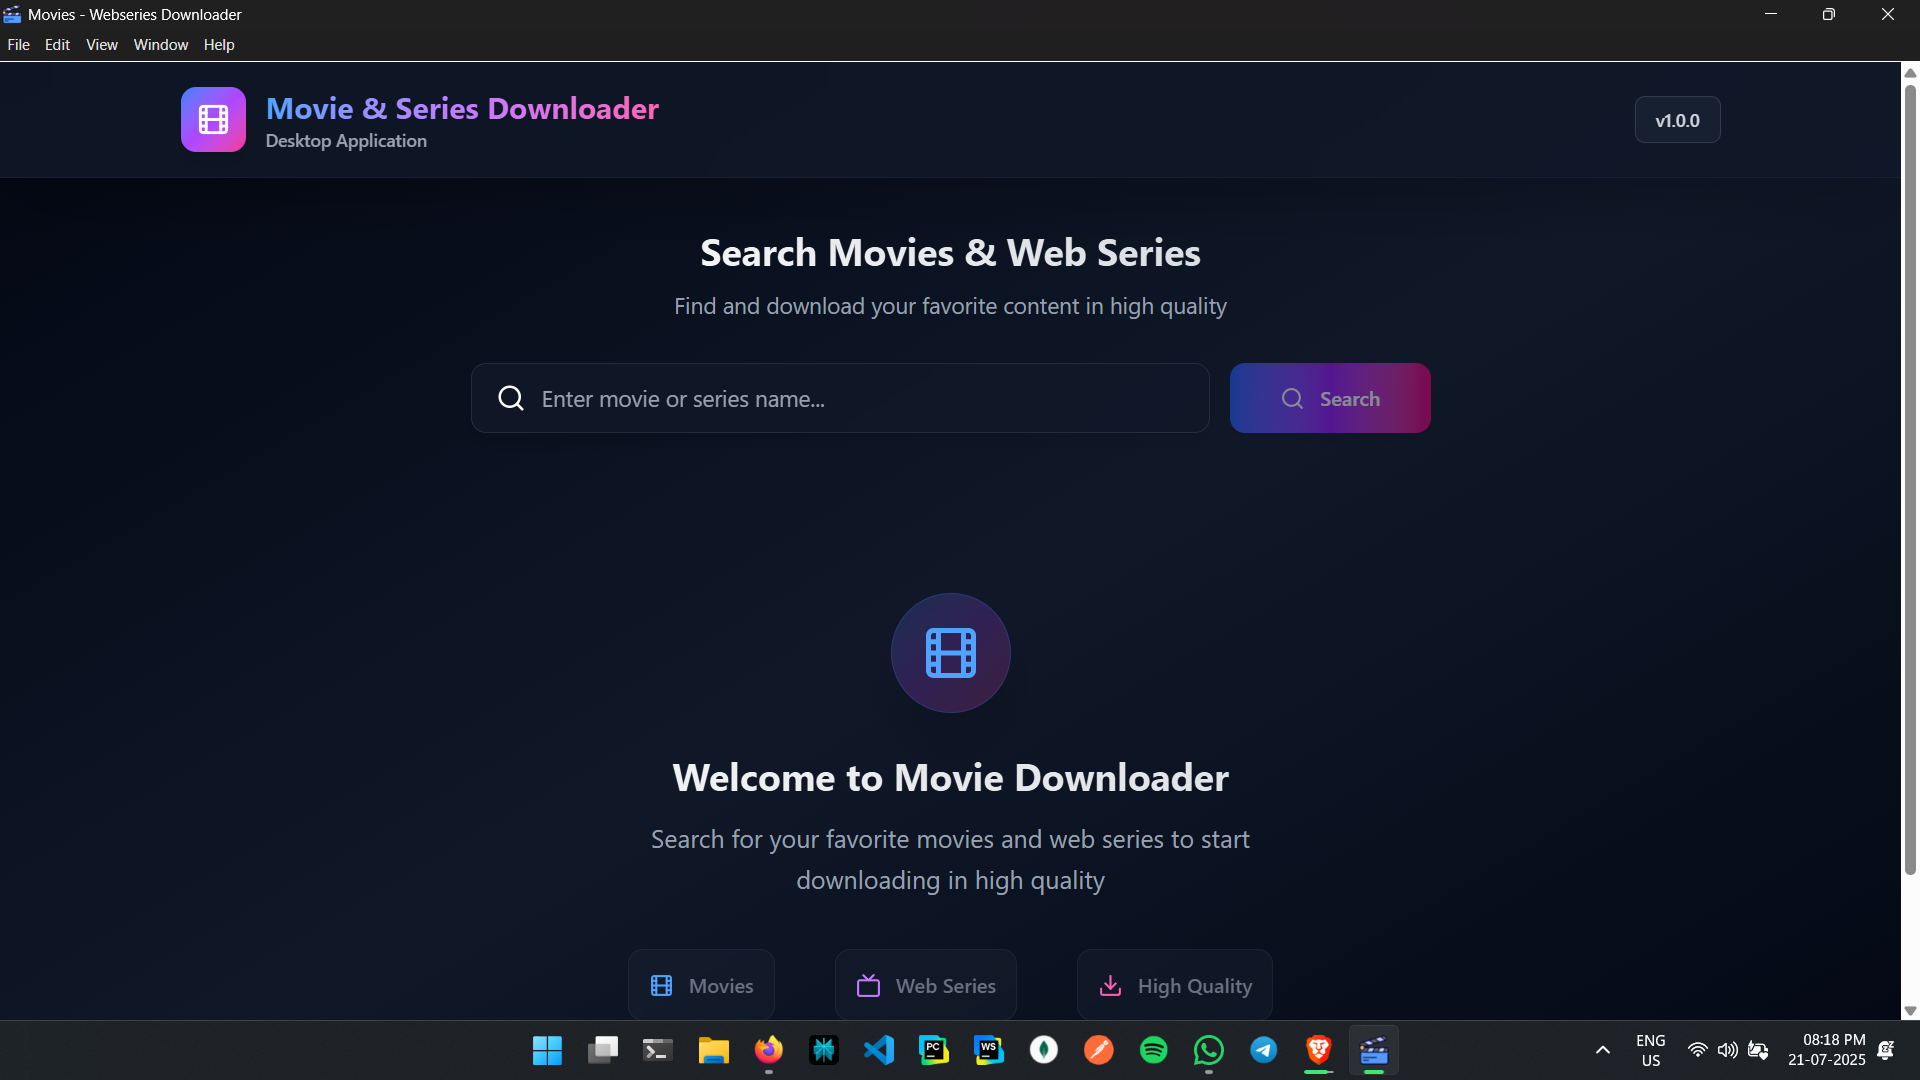 Movies - Webseries Downloader
File Edit View Window Help
Movie & Series Downloader
Desktop Application
v1.0.0
Search Movies & Web Series
Find and download your favorite content in high quality
Enter movie or series name...
Search
Welcome to Movie Downloader
Search for your favorite movies and web series to start
downloading in high quality
Movies
Web Series
High Quality
PC
WS
ENG
US
08:18 PM
21-07-2025